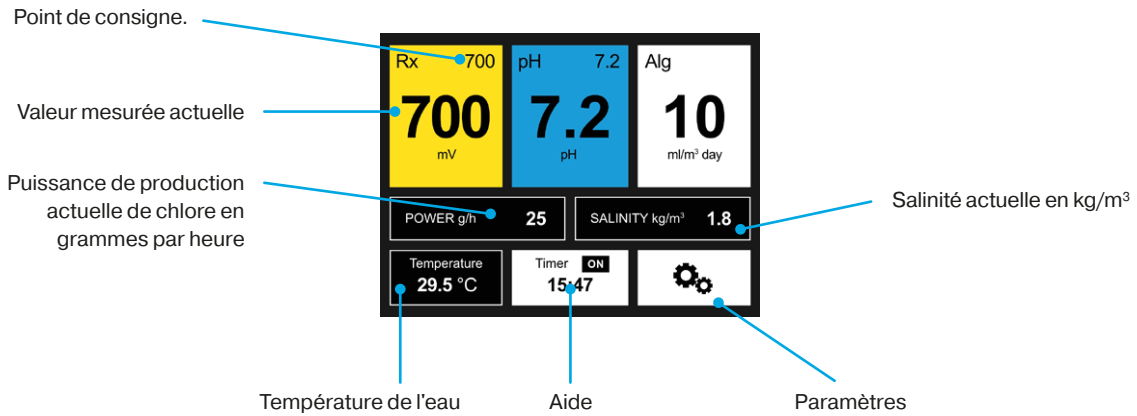 Point de consigne.
Rx 700
pH 7.2
Alg
Valeur mesurée actuelle
700
7.2
10
mV
pH
ml/m³ day
Puissance de production
actuelle de chlore en
grammes par heure
POWER g/h 25
SALINITY kg/m³ 1.8
Salinité actuelle en kg/m³
Temperature
29.5 °C
Timer ON
15:47
Température de l'eau
Aide
Paramètres